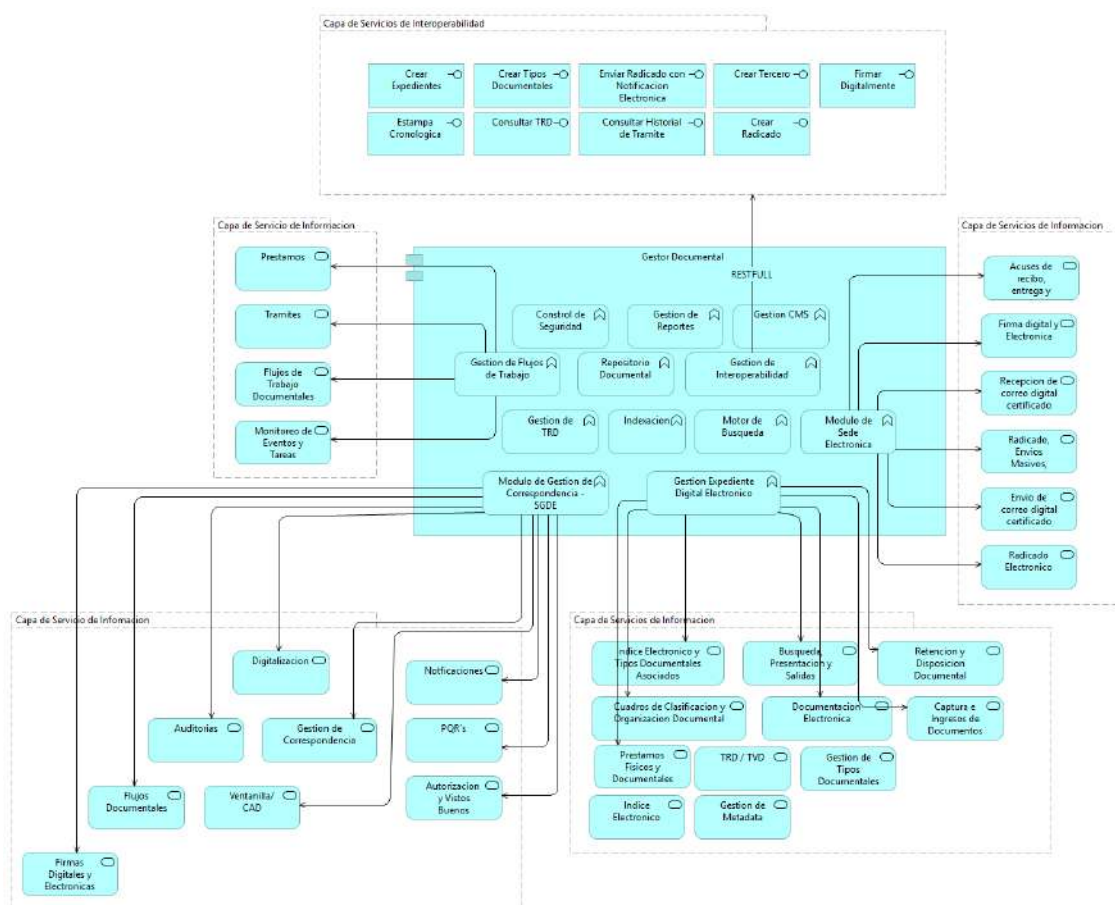 Capa de Servicios de Interoperabilidad
Crear
Expedientes
Crear Tipos
Documentales
Enviar Radicado con
Notificacion
Electronica
Crear Tercero
Firmar
Digitalmente
Estampa
Cronologica
Consultar TRD
Consultar Historial
de Tramite
Crear
Radicado
Capa de Servicio de Informacion
Prestamos
Tramites
Flujos de
Trabajo
Documentales
Monitoreo de
Eventos y
Tareas
Gestor Documental
RESTFULL
Constrol de
Seguridad
Gestion de
Reportes
Gestion CMS
Gestion de Flujos
de Trabajo
Repositorio
Documental
Gestion de
Interoperabilidad
Gestion de
TRD
Indexacion
Motor de
Busqueda
Modulo de
Sede
Electronica
Modulo de Gestion de
Correspondencia -
SGDE
Gestion Expediente
Digital Electronico
Capa de Servicios de Informacion
Acuses de
recibo,
entrega y
Firma digital y
Electronica
Recepcion de
correo digital
certificado
Radicado,
Envios
Masivos,
Envio de
correo digital
certificado
Radicado
Electronico
Capa de Servicio de Infomacion
Digitalizacion
Notficaciones
Auditorias
Gestion de
Correspondencia
PQR's
Flujos
Documentales
Ventanilla/
CAD
Autorizacion
y Vistos
Buenos
Firmas
Digitales y
Electronicas
Capa de Servicios de Informacion
Indice Electronico y
Tipos Documentales
Asociados
Busqueda,
Presentacion y
Salidas
Retencion y
Disposicion
Documental
Cuadros de Clasificacion y
Organizacion Documental
Documentacion
Electronica
Captura e
Ingresos de
Documentos
Prestamos
Fisicos y
Documentales
TRD / TVD
Gestion de
Tipos
Documentales
Indice
Electronico
Gestion de
Metadata